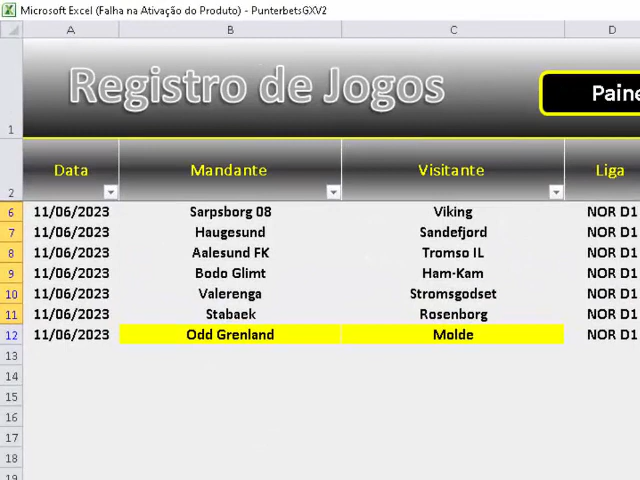 Microsoft Excel (Falha na Ativação do Produto) - PunterbetsGXV2
A B C D
1 Registro de Jogos Paine
2 Data Mandante Visitante Liga
6 11/06/2023 Sarpsborg 08 Viking NOR D1
7 11/06/2023 Haugesund Sandefjord NOR D1
8 11/06/2023 Aalesund FK Tromso IL NOR D1
9 11/06/2023 Bodo Glimt Ham-Kam NOR D1
10 11/06/2023 Valerenga Stromsgodset NOR D1
11 11/06/2023 Stabaek Rosenborg NOR D1
12 11/06/2023 Odd Grenland Molde NOR D1
13
14
15
16
17
18
19